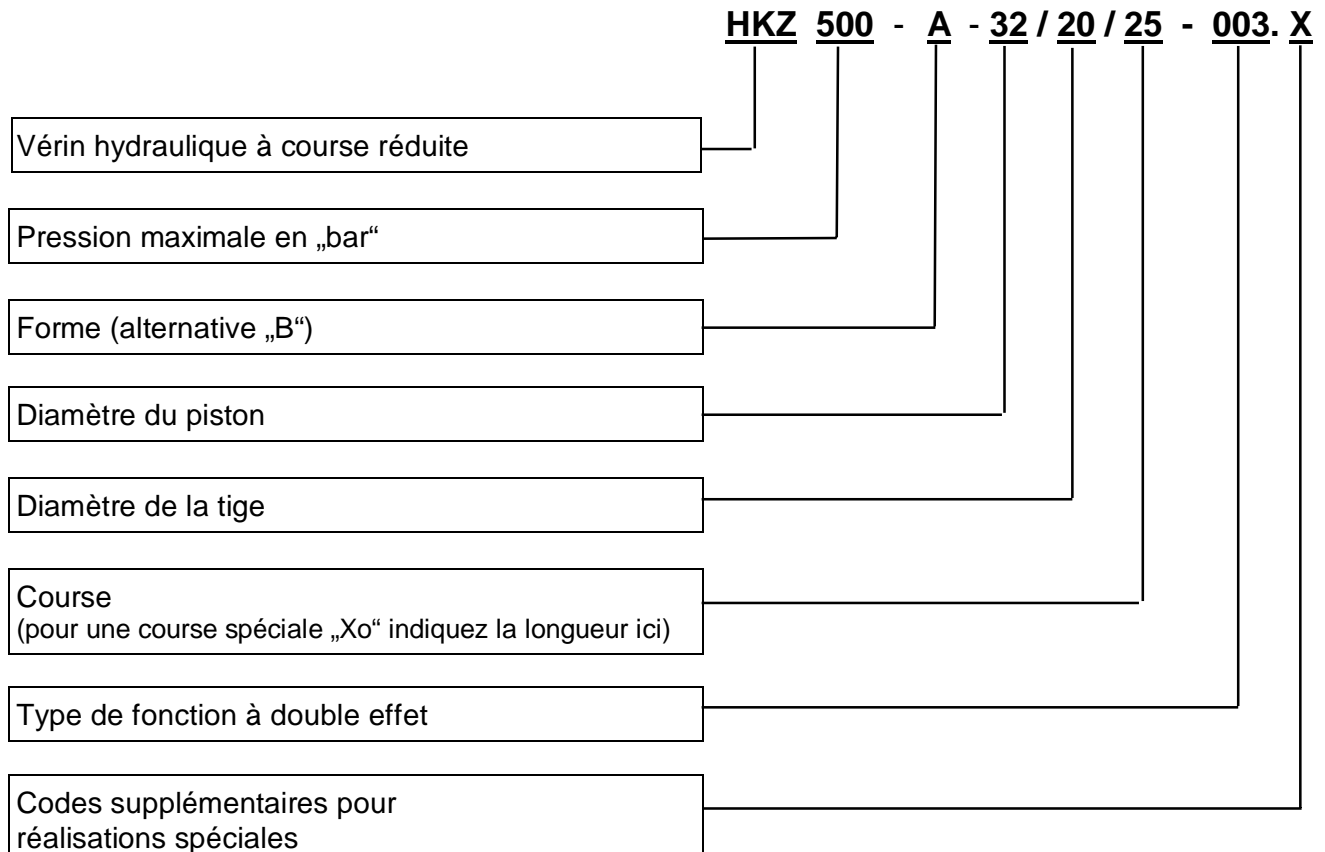 HKZ 500 - A - 32 / 20 / 25 - 003. X
Vérin hydraulique à course réduite
Pression maximale en „bar“
Forme (alternative „B“)
Diamètre du piston
Diamètre de la tige
Course
(pour une course spéciale „Xo“ indiquez la longueur ici)
Type de fonction à double effet
Codes supplémentaires pour
réalisations spéciales